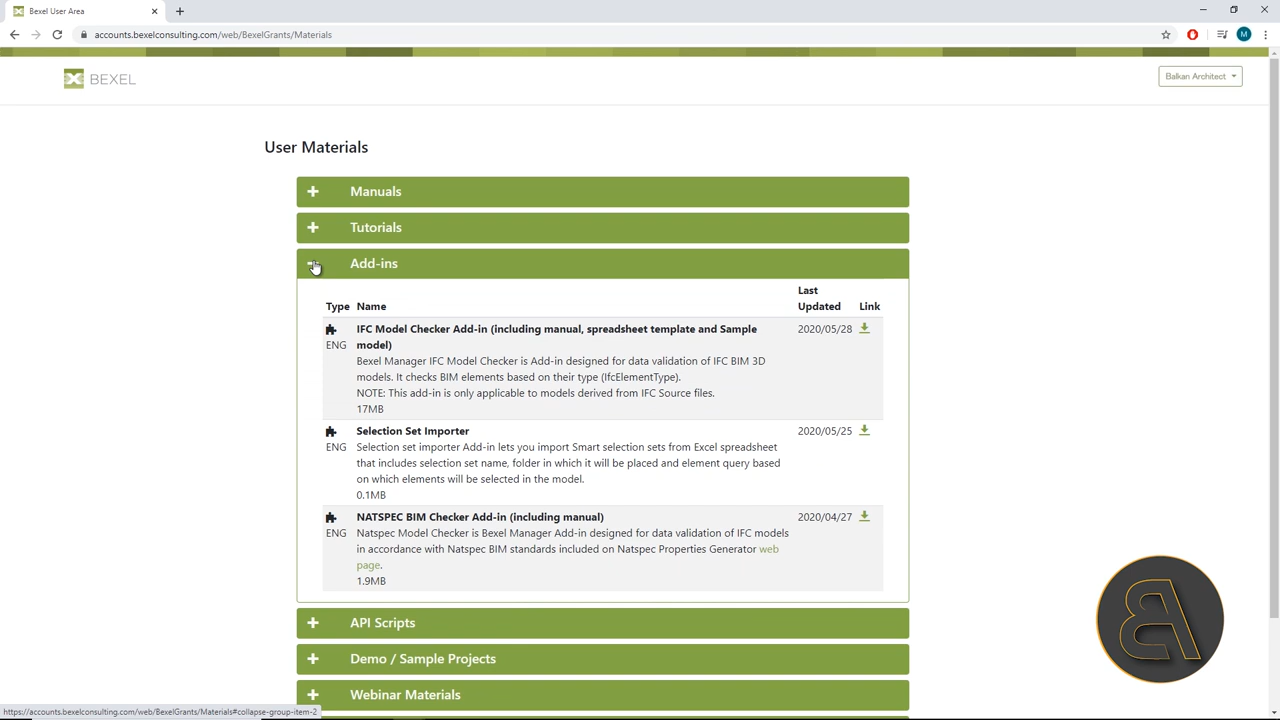 Bexel User Area
accounts.bexelconsulting.com/web/BexelGrants/Materials
M
BEXEL
Balkan Architect
User Materials
Manuals
Tutorials
Add-ins
Type Name Last Updated Link
IFC Model Checker Add-in (including manual, spreadsheet template and Sample 2020/05/28
ENG model)
Bexel Manager IFC Model Checker is Add-in designed for data validation of IFC BIM 3D
models. It checks BIM elements based on their type (IfcElementType).
NOTE: This add-in is only applicable to models derived from IFC Source files.
17MB
Selection Set Importer 2020/05/25
ENG Selection set importer Add-in lets you import Smart selection sets from Excel spreadsheet
that includes selection set name, folder in which it will be placed and element query based
on which elements will be selected in the model.
0.1MB
NATSPEC BIM Checker Add-in (including manual) 2020/04/27
ENG Natspec Model Checker is Bexel Manager Add-in designed for data validation of IFC models
in accordance with Natspec BIM standards included on Natspec Properties Generator web
page.
1.9MB
API Scripts
Demo / Sample Projects
Webinar Materials
https://accounts.bexelconsulting.com/web/BexelGrants/Materials#collapse-group-item-2